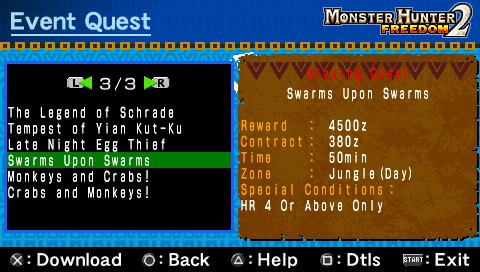 Event Quest
MONSTER HUNTER
FREEDOM 2
L 3/3 R
The Legend of Schrade
Tempest of Yian Kut-Ku
Late Night Egg Thief
Swarms Upon Swarms
Monkeys and Crabs!
Crabs and Monkeys!
Quest
Swarms Upon Swarms
Reward : 4500z
Contract : 380z
Time : 50min
Zone : Jungle(Day)
Special Conditions :
HR 4 Or Above Only
:Download :Back :Help :Dtls START:Exit